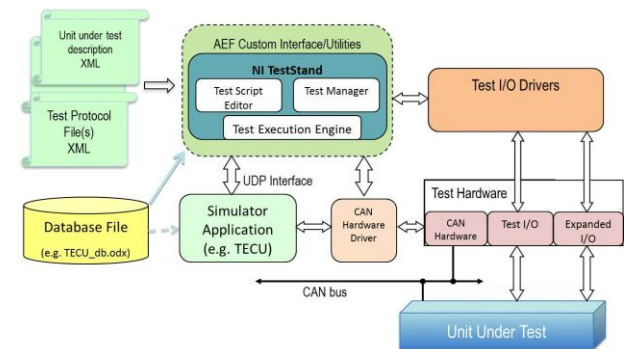 Unit under test
description
XML
Test Protocol
File(s)
XML
AEF Custom Interface/Utilities
NI TestStand
Test Script
Editor
Test Manager
Test Execution Engine
Test I/O Drivers
UDP Interface
Database File
(e.g. TECU_db.odx)
Simulator
Application
(e.g. TECU)
CAN
Hardware
Driver
Test Hardware
CAN
Hardware
Test I/O
Expanded
I/O
CAN bus
Unit Under Test